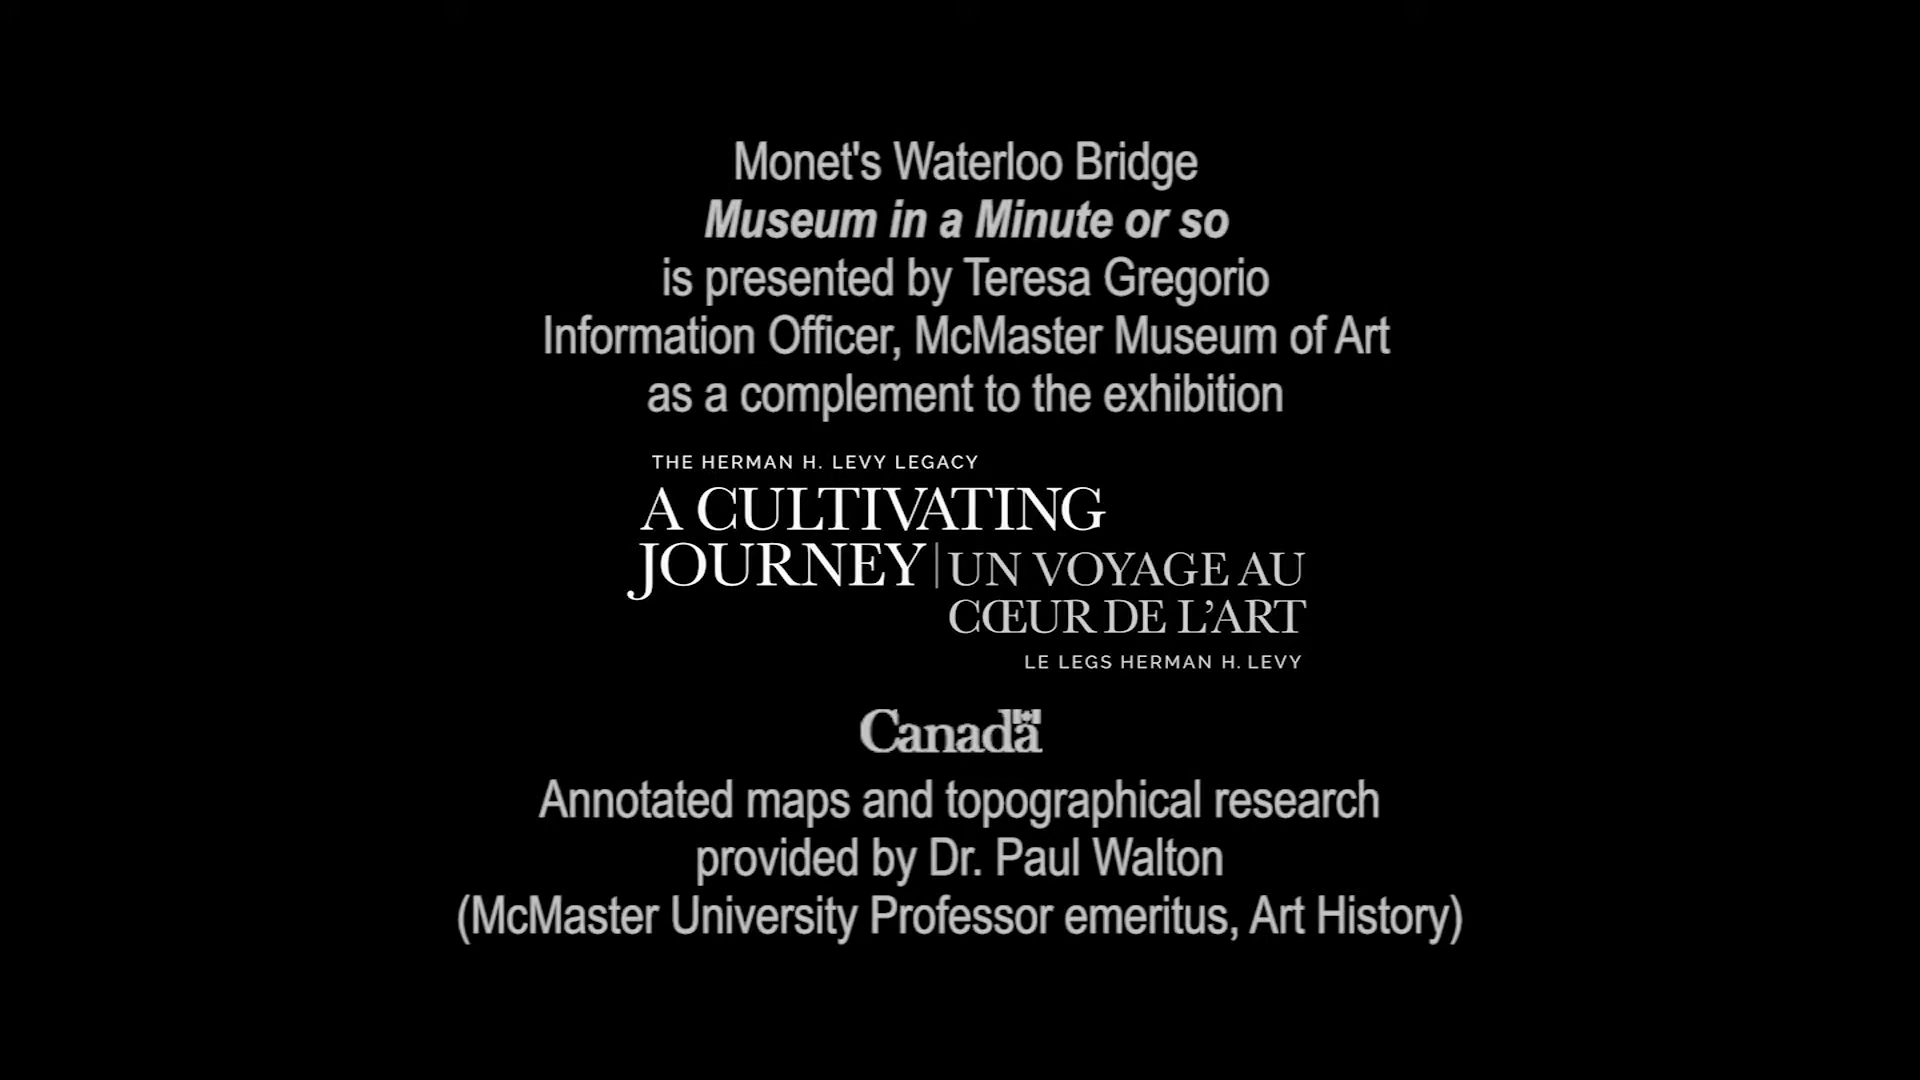 Monet's Waterloo Bridge
Museum in a Minute or so
is presented by Teresa Gregorio
Information Officer, McMaster Museum of Art
as a complement to the exhibition
THE HERMAN H. LEVY LEGACY
A CULTIVATING
JOURNEY
UN VOYAGE AU
CŒUR DE L'ART
LE LEGS HERMAN H. LEVY
Canada
Annotated maps and topographical research
provided by Dr. Paul Walton
(McMaster University Professor emeritus, Art History)